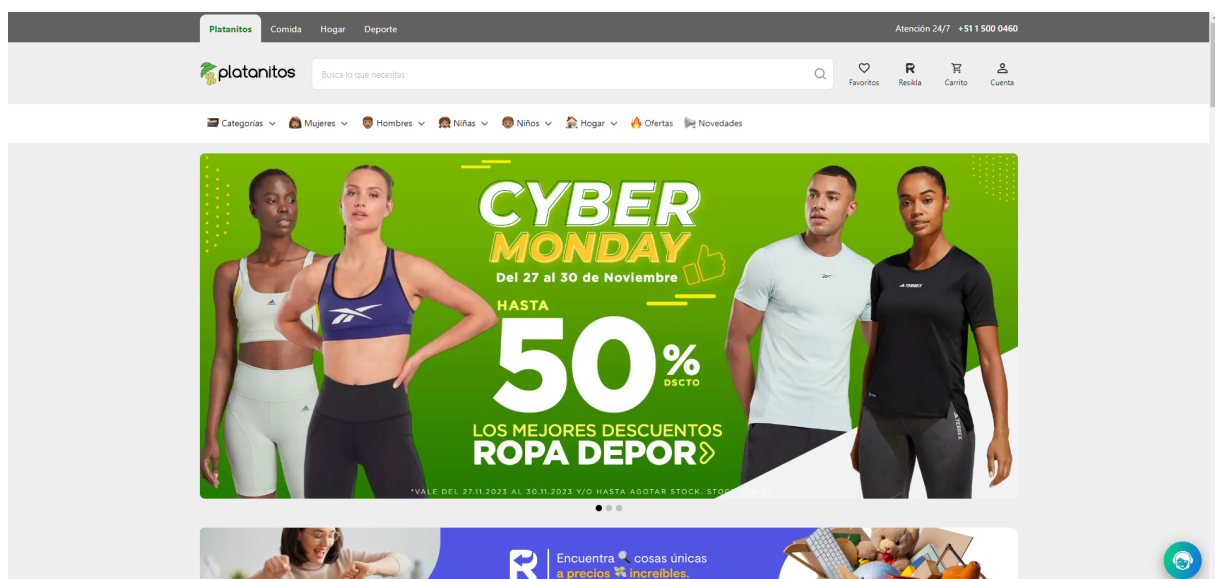 Platanitos Comida Hogar Deporte Atención 24/7 +51 1 500 0460
platanitos Busca lo que necesitas Favoritos Resikla Carrito Cuenta
Categorías Mujeres Hombres Niñas Niños Hogar Ofertas Novedades
CYBER
MONDAY
Del 27 al 30 de Noviembre
HASTA
50%
DSCTO
LOS MEJORES DESCUENTOS
ROPA DEPOR
*VALE DEL 27.11.2023 AL 30.11.2023 Y/O HASTA AGOTAR STOCK.
Reebok
A TERREX
R Encuentra cosas únicas
a precios increíbles.